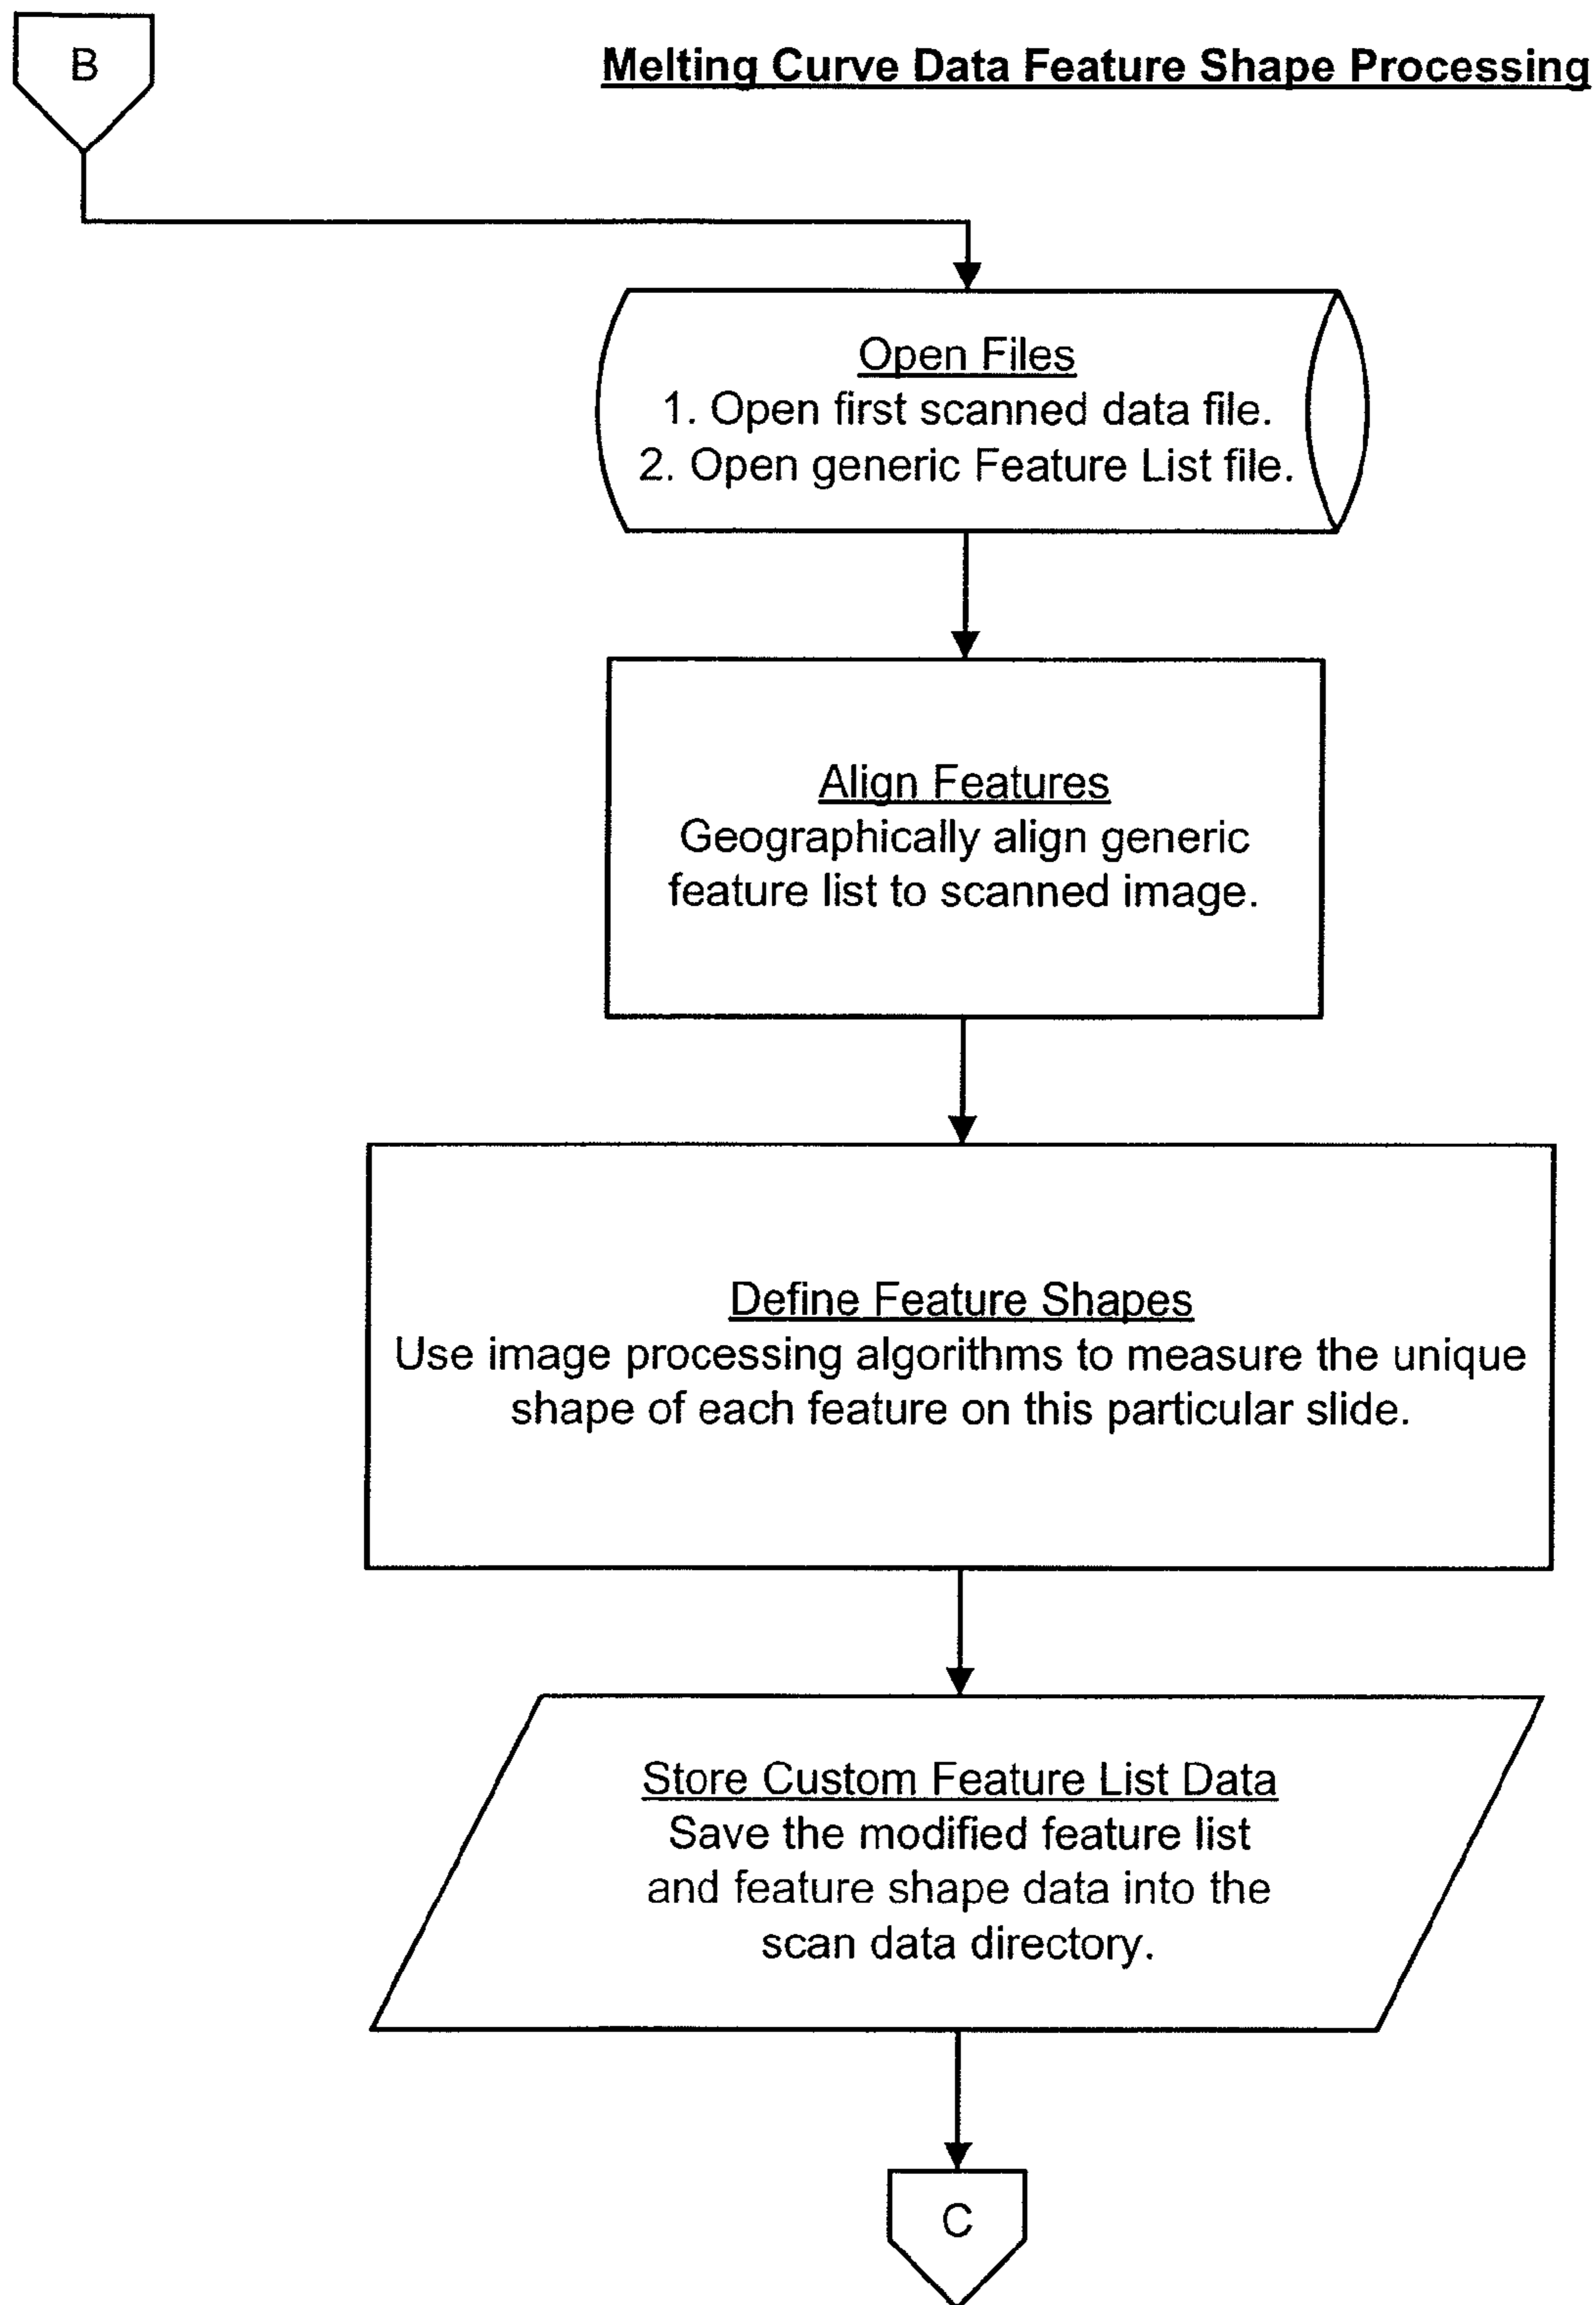 B
Melting Curve Data Feature Shape Processing
Open Files
1. Open first scanned data file.
2. Open generic Feature List file.
Align Features
Geographically align generic
feature list to scanned image.
Define Feature Shapes
Use image processing algorithms to measure the unique
shape of each feature on this particular slide.
Store Custom Feature List Data
Save the modified feature list
and feature shape data into the
scan data directory.
C